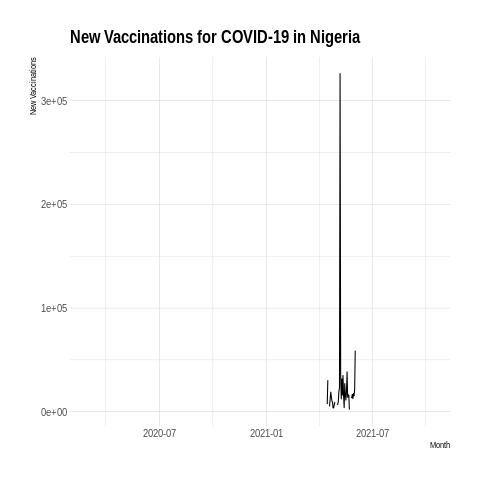 New Vaccinations for COVID-19 in Nigeria
New Vaccinations
3e+05
2e+05
1e+05
0e+00
2020-07
2021-01
2021-07
Month